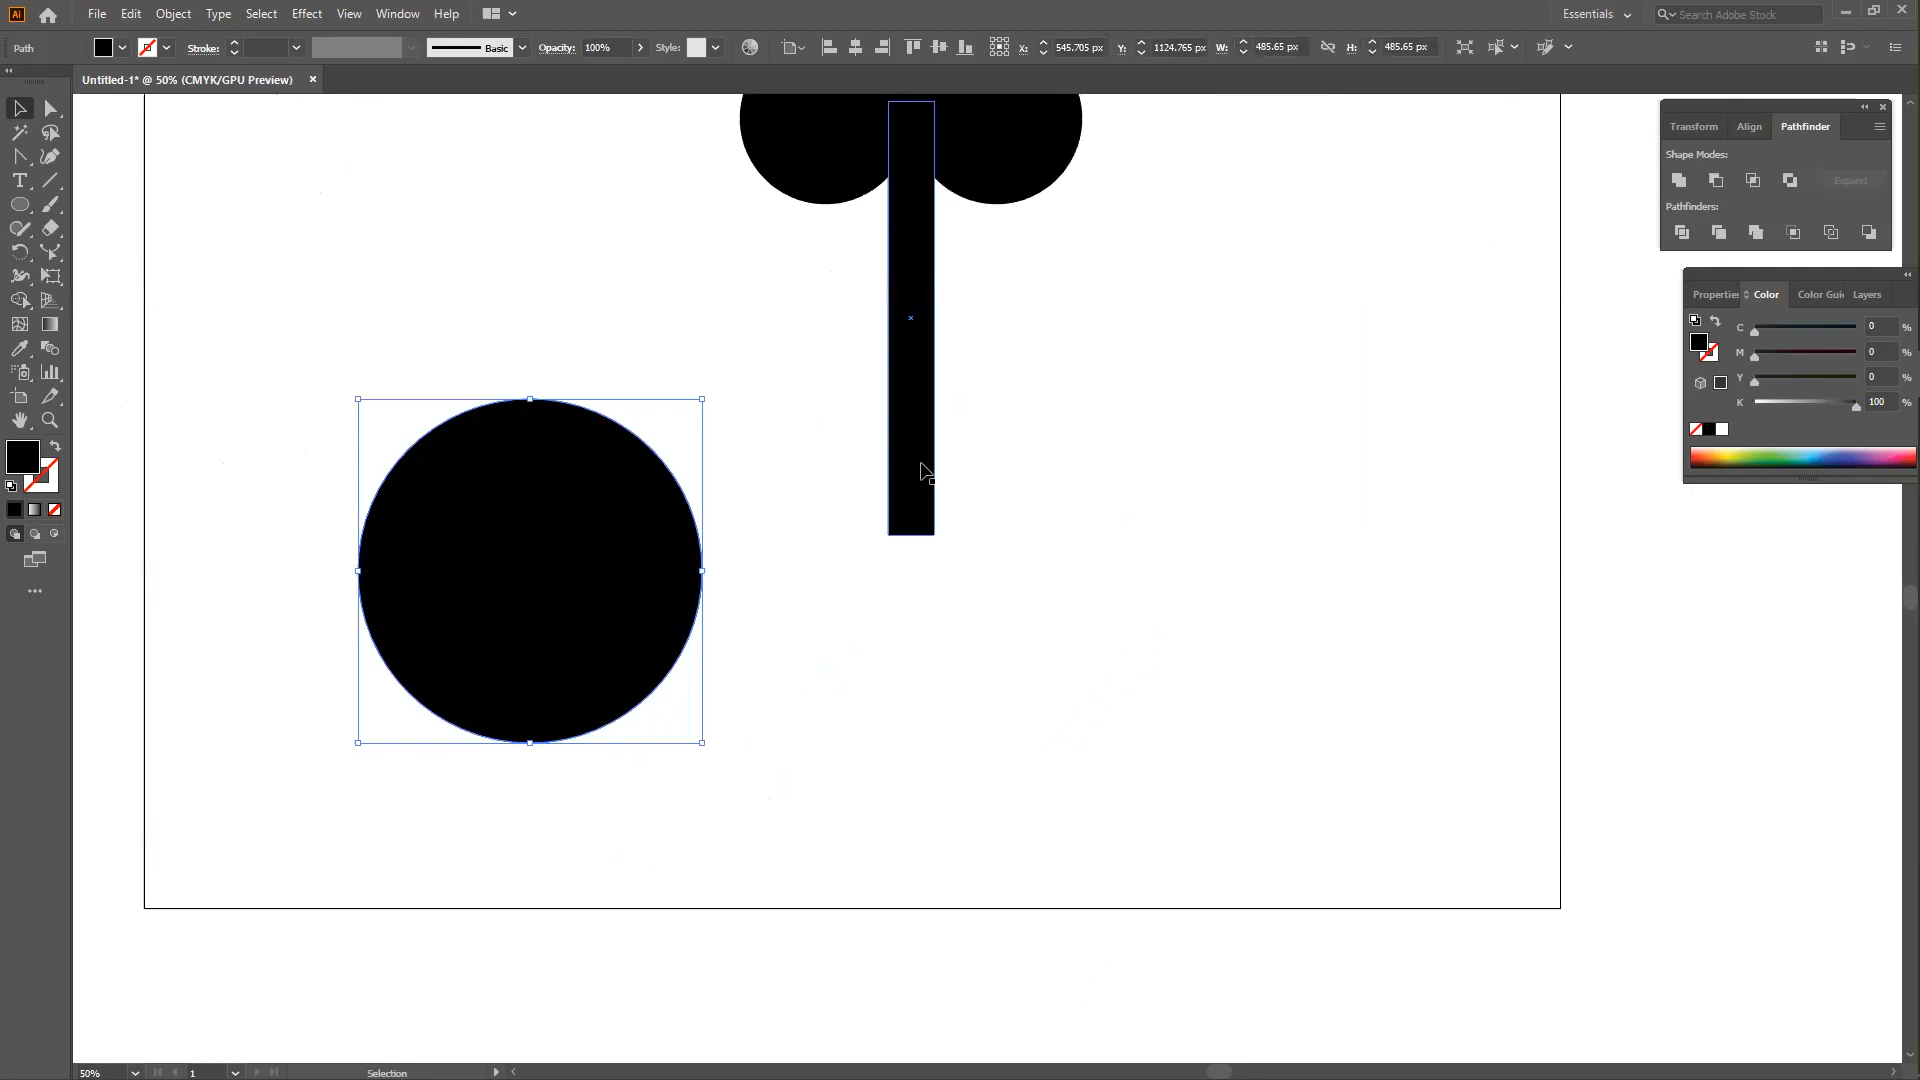 Ai File Edit Object Type Select Effect View Window Help Essentials Search Adobe Stock
Path Stroke: Basic Opacity: 100% Style: X: 545.705 px Y: 1124.765 px W: 485.65 px H: 485.65 px
Untitled-1* @ 50% (CMYK/GPU Preview)
Transform Align Pathfinder
Shape Modes:
Expand
Pathfinders:
Properties Color Color Gui Layers
C 0 %
M 0 %
Y 0 %
K 100 %
50% 1 Selection